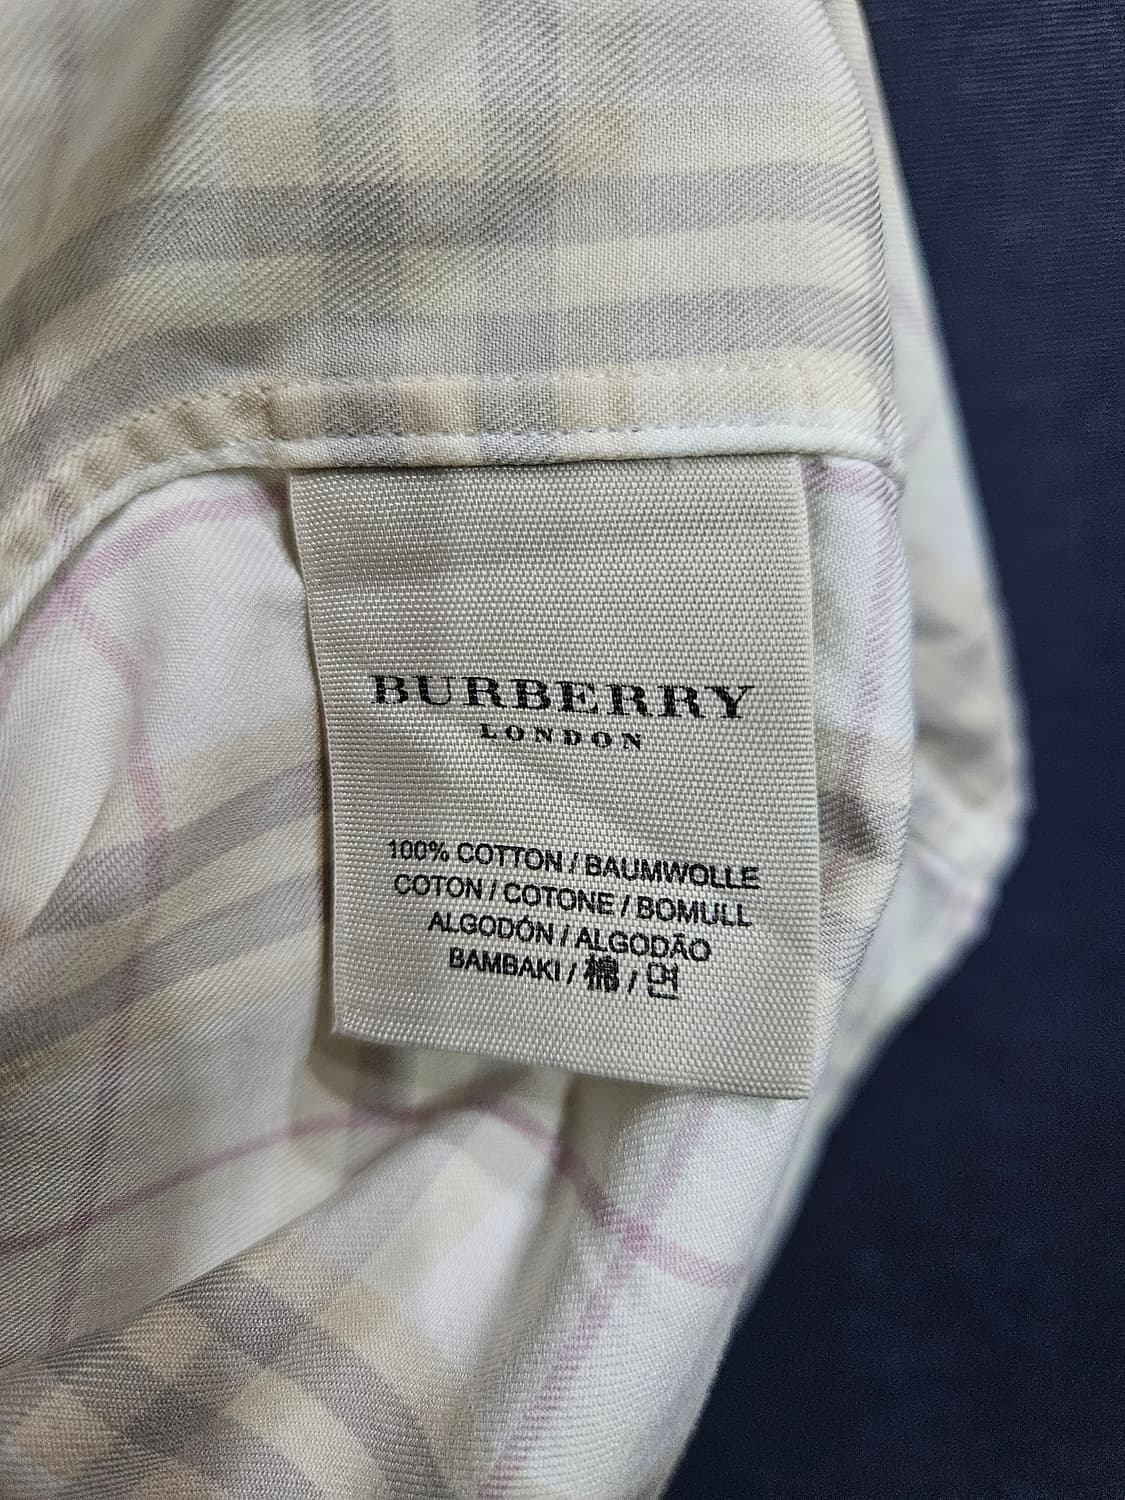 BURBERRY
LONDON
100% COTTON / BAUMWOLLE
COTON / COTONE / BOMULL
ALGODÓN / ALGODÃO
BAMBAKI / 棉 / 면